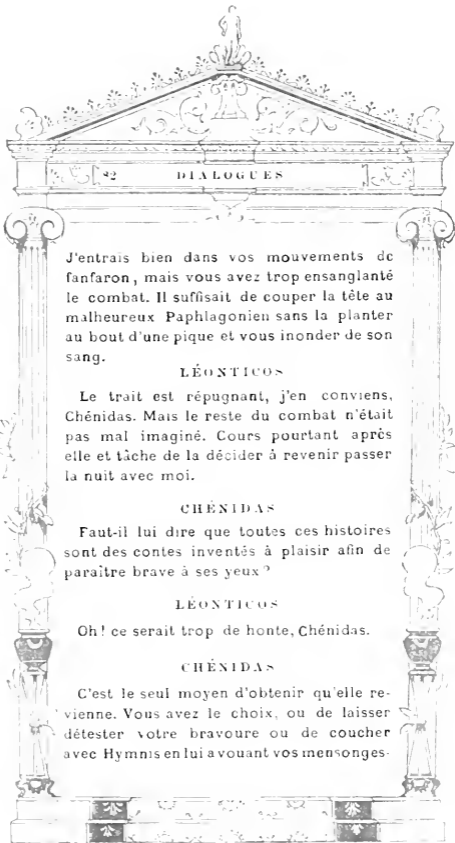 82 DIALOGUES
J'entrais bien dans vos mouvements de
fanfaron, mais vous avez trop ensanglanté
le combat. Il suffisait de couper la tête au
malheureux Paphlagonien sans la planter
au bout d'une pique et vous inonder de son
sang.
LÉONTICOS
Le trait est répugnant, j'en conviens,
Chénidas. Mais le reste du combat n'était
pas mal imaginé. Cours pourtant après
elle et tâche de la décider à revenir passer
la nuit avec moi.
CHÉNIDAS
Faut-il lui dire que toutes ces histoires
sont des contes inventés à plaisir afin de
paraître brave à ses yeux ?
LÉONTICOS
Oh ! ce serait trop de honte, Chénidas.
CHÉNIDAS
C'est le seul moyen d'obtenir qu'elle re-
vienne. Vous avez le choix, ou de laisser
détester votre bravoure ou de coucher
avec Hymnis en lui avouant vos mensonges.